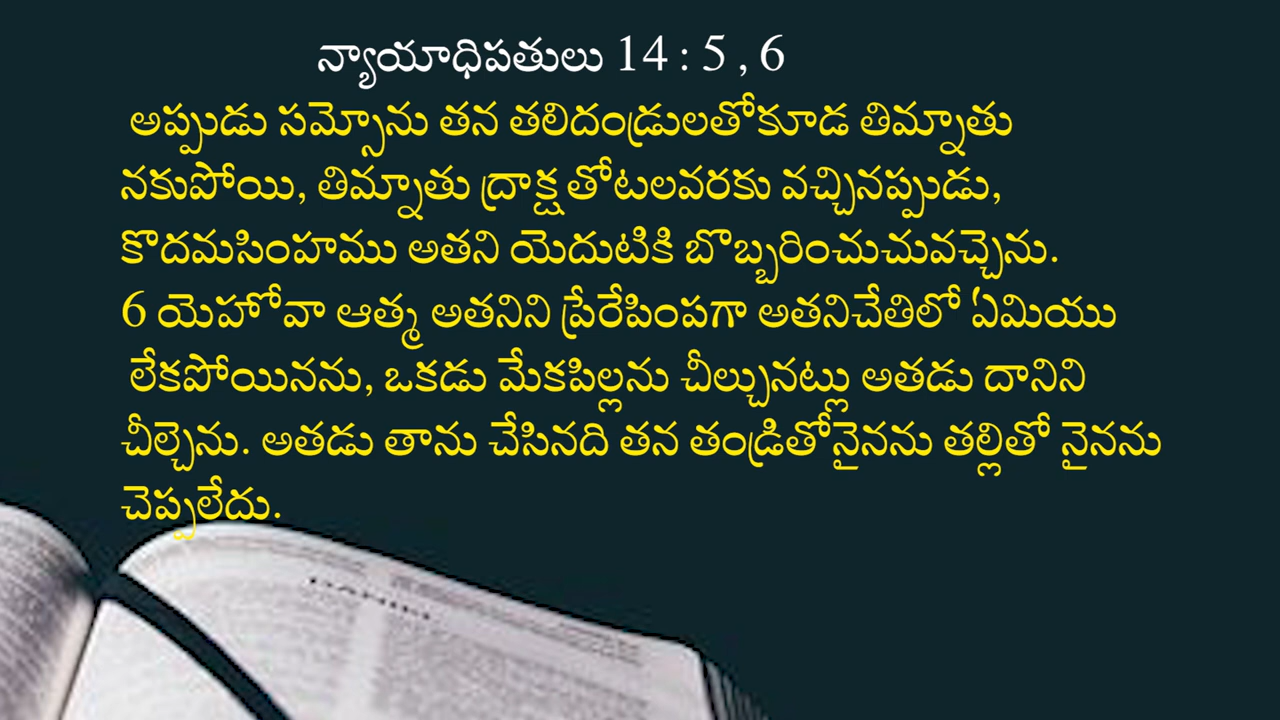 న్యాయాధిపతులు 14 : 5 , 6
అప్పుడు సమ్సోను తన తలిదండ్రులతోకూడ తిమ్నాతు
నకుపోయి, తిమ్నాతు ద్రాక్ష తోటలవరకు వచ్చినప్పుడు,
కొదమసింహము అతని యెదుటికి బొబ్బరించుచువచ్చెను.
6 యెహోవా ఆత్మ అతనిని ప్రేరేపింపగా అతనిచేతిలో ఏమియు
లేకపోయినను, ఒకడు మేకపిల్లను చీల్చునట్లు అతడు దానిని
చీల్చెను. అతడు తాను చేసినది తన తండ్రితోనైనను తల్లితో నైనను
చెప్పలేదు.